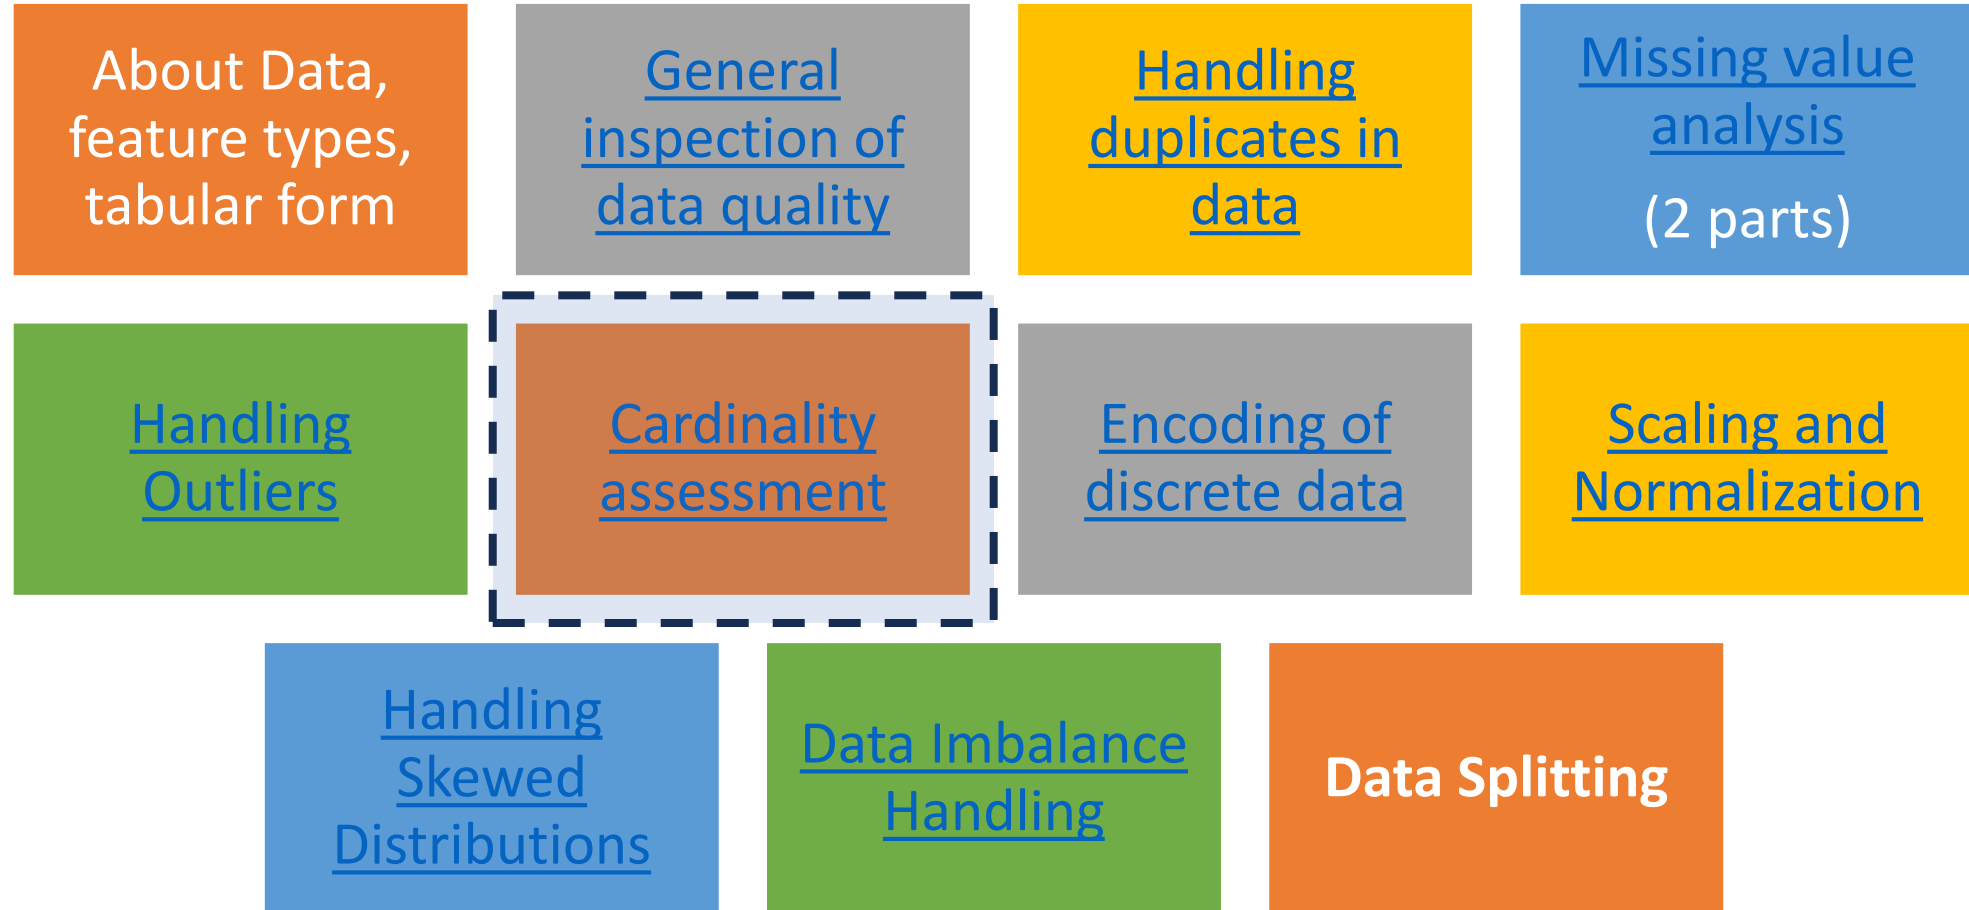 About Data,
feature types,
tabular form
General
inspection of
data quality
Handling
duplicates in
data
Missing value
analysis
(2 parts)
Handling
Outliers
Cardinality
assessment
Encoding of
discrete data
Scaling and
Normalization
Handling
Skewed
Distributions
Data Imbalance
Handling
Data Splitting